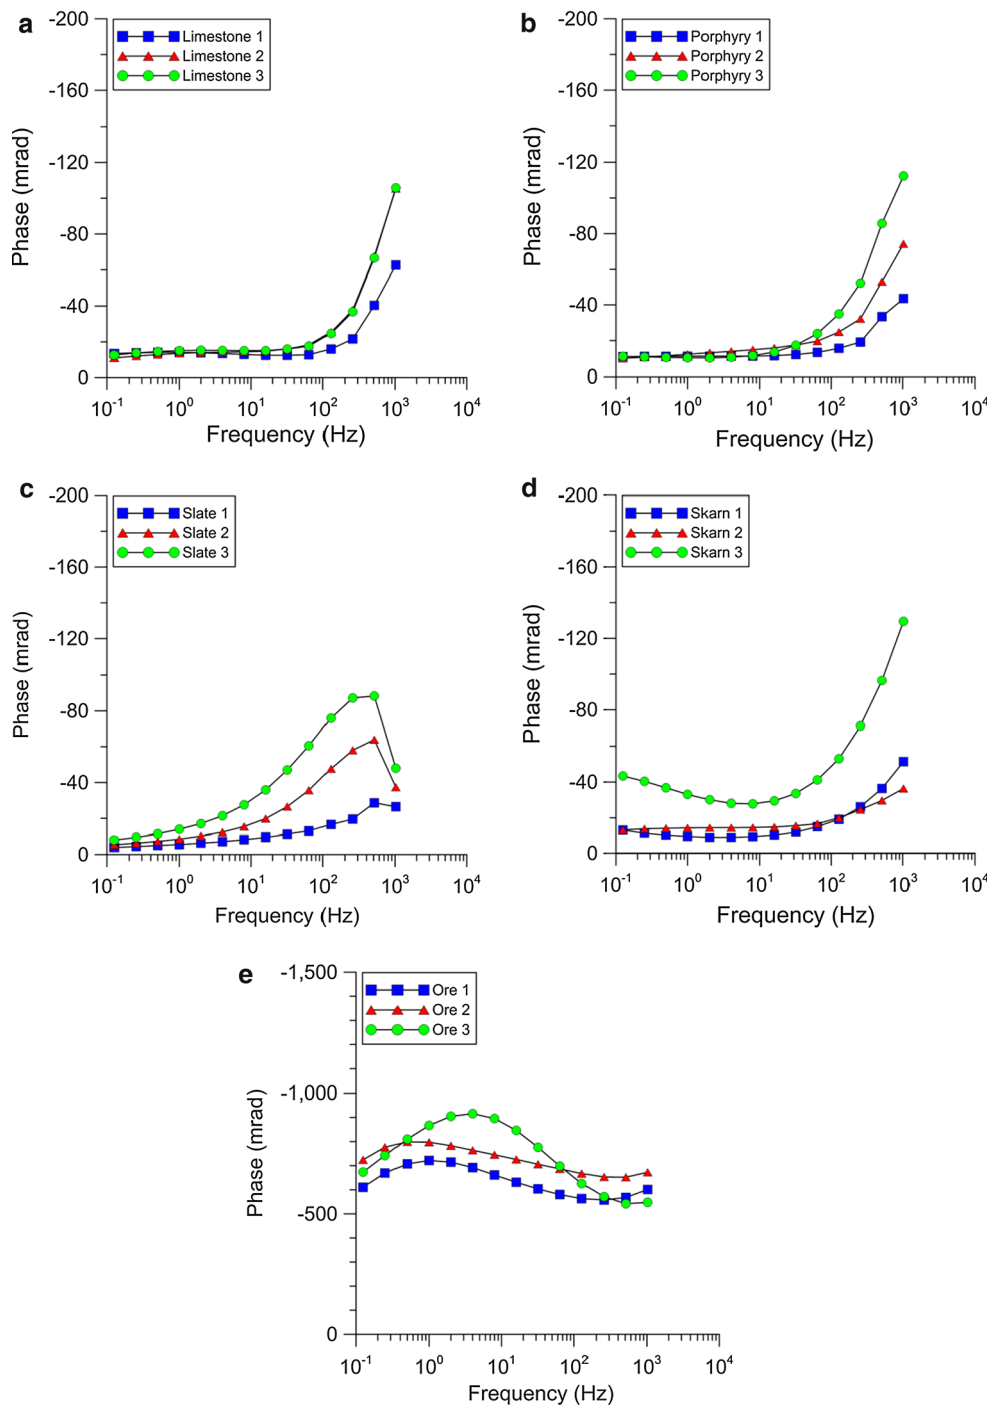 a
-200
-160
-120
-80
-40
0
Phase (mrad)
Limestone 1
Limestone 2
Limestone 3
10-1 100 101 102 103 104
Frequency (Hz)
b
-200
-160
-120
-80
-40
0
Phase (mrad)
Porphyry 1
Porphyry 2
Porphyry 3
10-1 100 101 102 103 104
Frequency (Hz)
c
-200
-160
-120
-80
-40
0
Phase (mrad)
Slate 1
Slate 2
Slate 3
10-1 100 101 102 103 104
Frequency (Hz)
d
-200
-160
-120
-80
-40
0
Phase (mrad)
Skarn 1
Skarn 2
Skarn 3
10-1 100 101 102 103 104
Frequency (Hz)
e
-1,500
-1,000
-500
0
Phase (mrad)
Ore 1
Ore 2
Ore 3
10-1 100 101 102 103 104
Frequency (Hz)